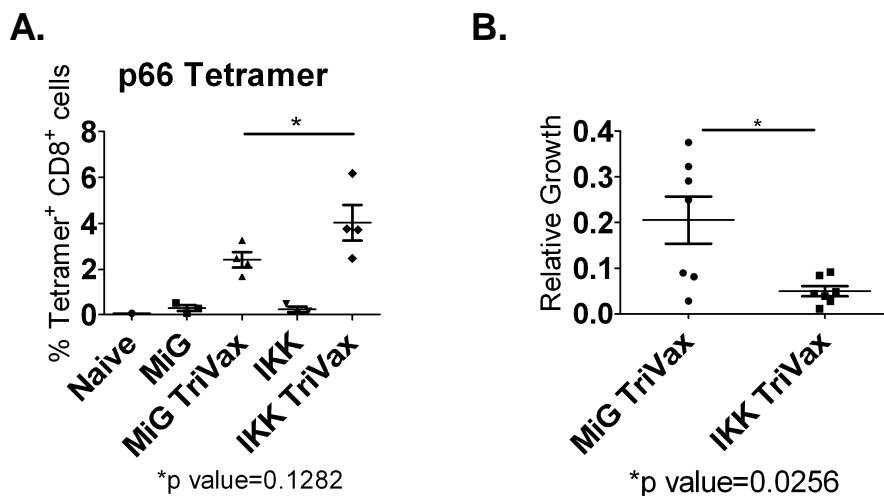 A.
p66 Tetramer
% Tetramer+ CD8+ cells
8
6
4
2
0
*
Naive
MiG
MiG TriVax
IKK
IKK TriVax
*p value=0.1282
B.
Relative Growth
0.4
0.3
0.2
0.1
0.0
*
MiG TriVax
IKK TriVax
*p value=0.0256